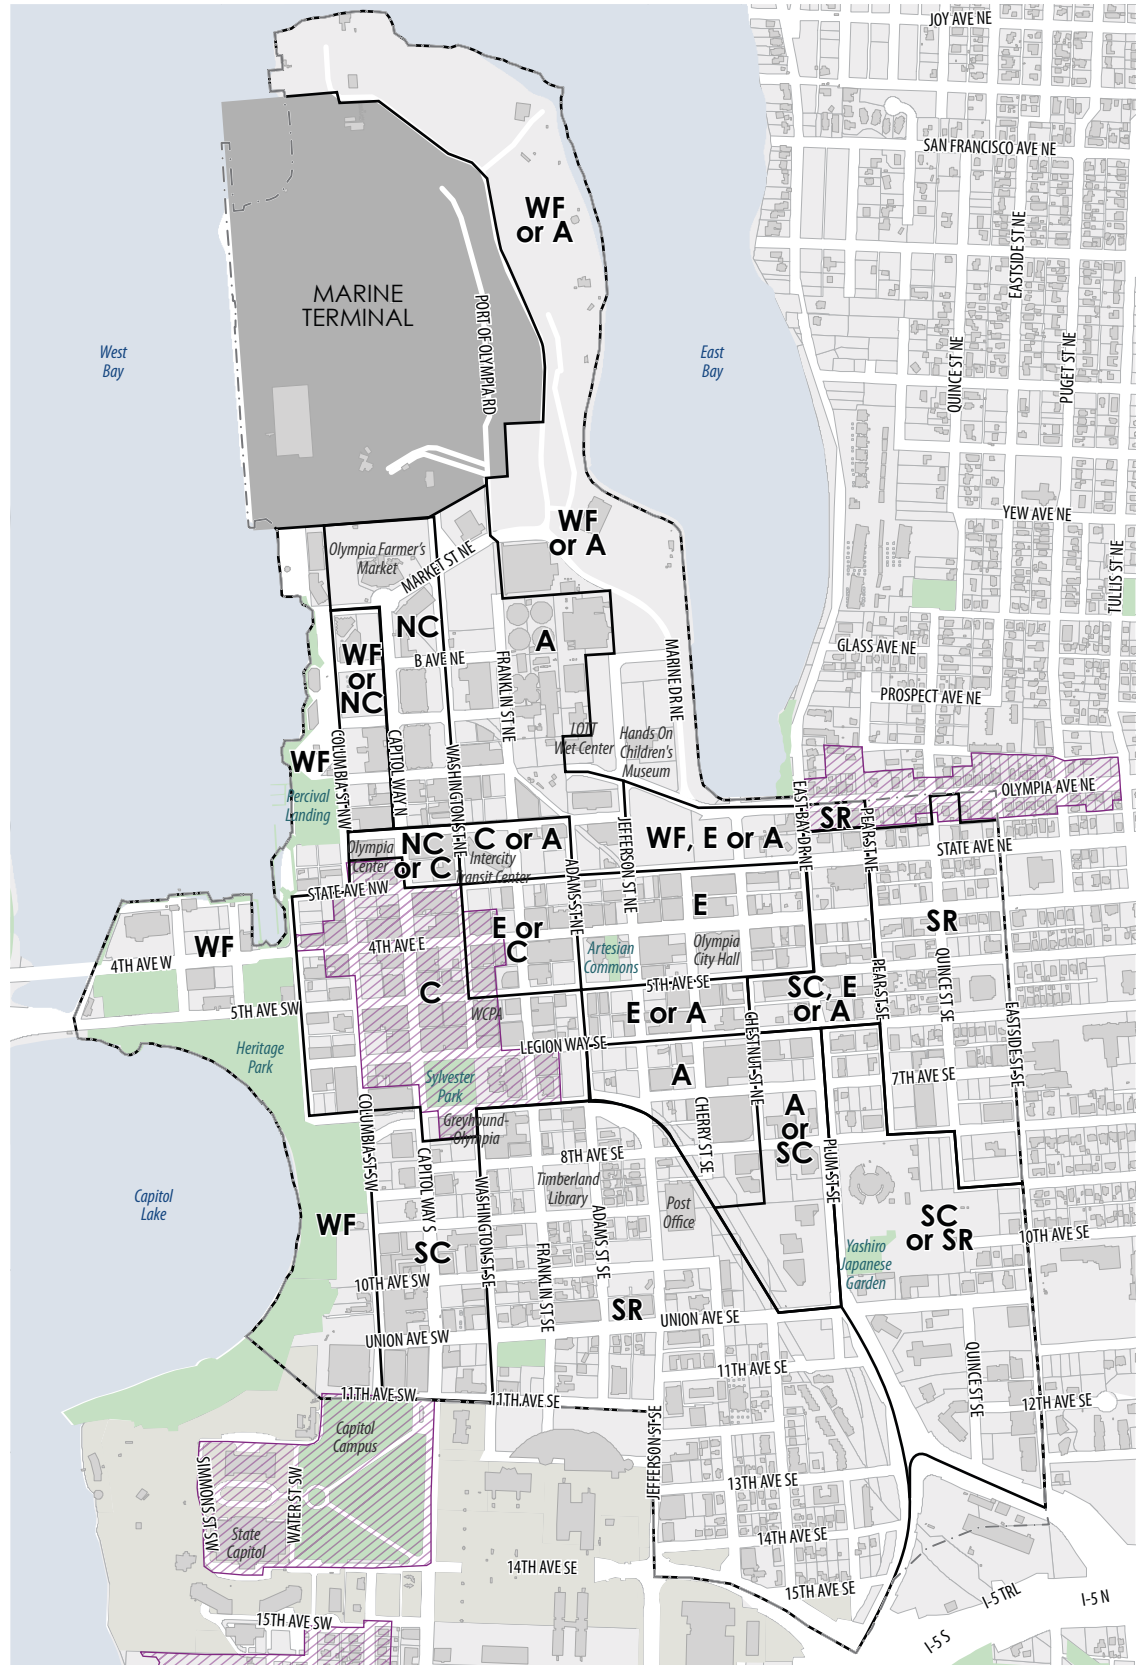 JOY AVE NE
SAN FRANCISCO AVE NE
WF
or A
EASTSIDE ST NE
MARINE
TERMINAL
PORT OF OLYMPIA RD
West
Bay
East
Bay
QUINCE ST NE
PUGET ST NE
YEW AVE NE
WF
or A
Olympia Farmer's
Market
MARKET ST NE
TULLIS ST NE
NC
A
WF
or
NC
B AVE NE
FRANKLIN ST NE
MARINE DR NE
GLASS AVE NE
PROSPECT AVE NE
LOTT
Wet Center
Hands On
Children's
Museum
WF
COLUMBIA ST NW
CAPITOL WAY N
WASHINGTON ST NE
Percival
Landing
EAST BAY DR NE
OLYMPIA AVE NE
SR
PEAR ST NE
JEFFERSON ST NE
WF, E or A
C or A
NC
or C
Olympia
Center
Intercity
Transit Center
ADAMS ST NE
STATE AVE NE
STATE AVE NW
E
SR
E or
C
WF
4TH AVE W
4TH AVE E
Artesian
Commons
Olympia
City Hall
QUINCE ST SE
PEAR ST SE
5TH AVE SE
SC, E
or A
C
WCPA
5TH AVE SW
E or A
CHESTNUT ST NE
EASTSIDE ST SE
LEGION WAY SE
Heritage
Park
Sylvester
Park
A
7TH AVE SE
Greyhound-
Olympia
COLUMBIA ST SW
CHERRY ST SE
A
or
SC
PLUM ST SE
8TH AVE SE
CAPITOL WAY S
WASHINGTON ST SE
Timberland
Library
ADAMS ST SE
Post
Office
Capitol
Lake
WF
SC
SC
or SR
10TH AVE SE
Yashiro
Japanese
Garden
FRANKLIN ST SE
10TH AVE SW
SR
UNION AVE SE
UNION AVE SW
11TH AVE SE
QUINCE ST SE
11TH AVE SW
11TH AVE SE
12TH AVE SE
Capitol
Campus
JEFFERSON ST SE
SIMMONS ST SW
WATER ST SW
13TH AVE SE
State
Capitol
14TH AVE SE
14TH AVE SE
15TH AVE SE
I-5 TRL
I-5 N
15TH AVE SW
I-5 S